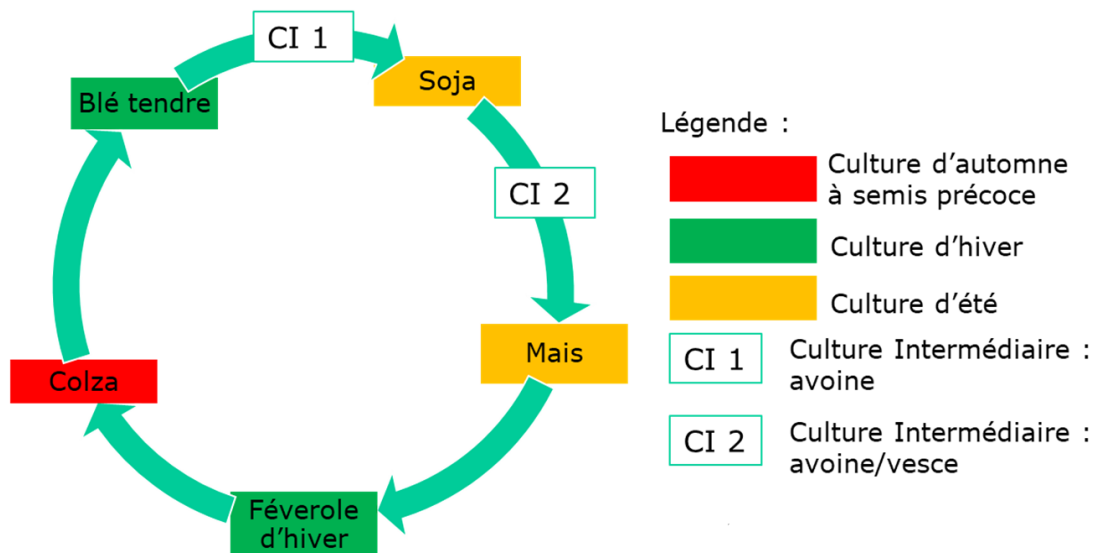 CI 1
Blé tendre
Soja
CI 2
Mais
Féverole
d'hiver
Colza
Légende :
Culture d'automne
à semis précoce
Culture d'hiver
Culture d'été
CI 1
Culture Intermédiaire :
avoine
CI 2
Culture Intermédiaire :
avoine/vesce